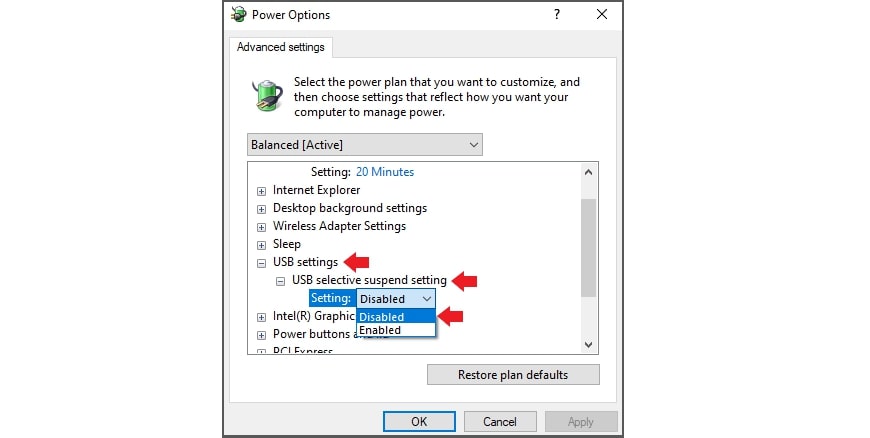 Power Options
?
Advanced settings
Select the power plan that you want to customize, and
then choose settings that reflect how you want your
computer to manage power.
Balanced [Active]
Setting: 20 Minutes
Internet Explorer
Desktop background settings
Wireless Adapter Settings
Sleep
USB settings
USB selective suspend setting
Setting: Disabled
Intel(R) Graphic Disabled
Power buttons a Enabled
PCI Express
Restore plan defaults
OK Cancel Apply